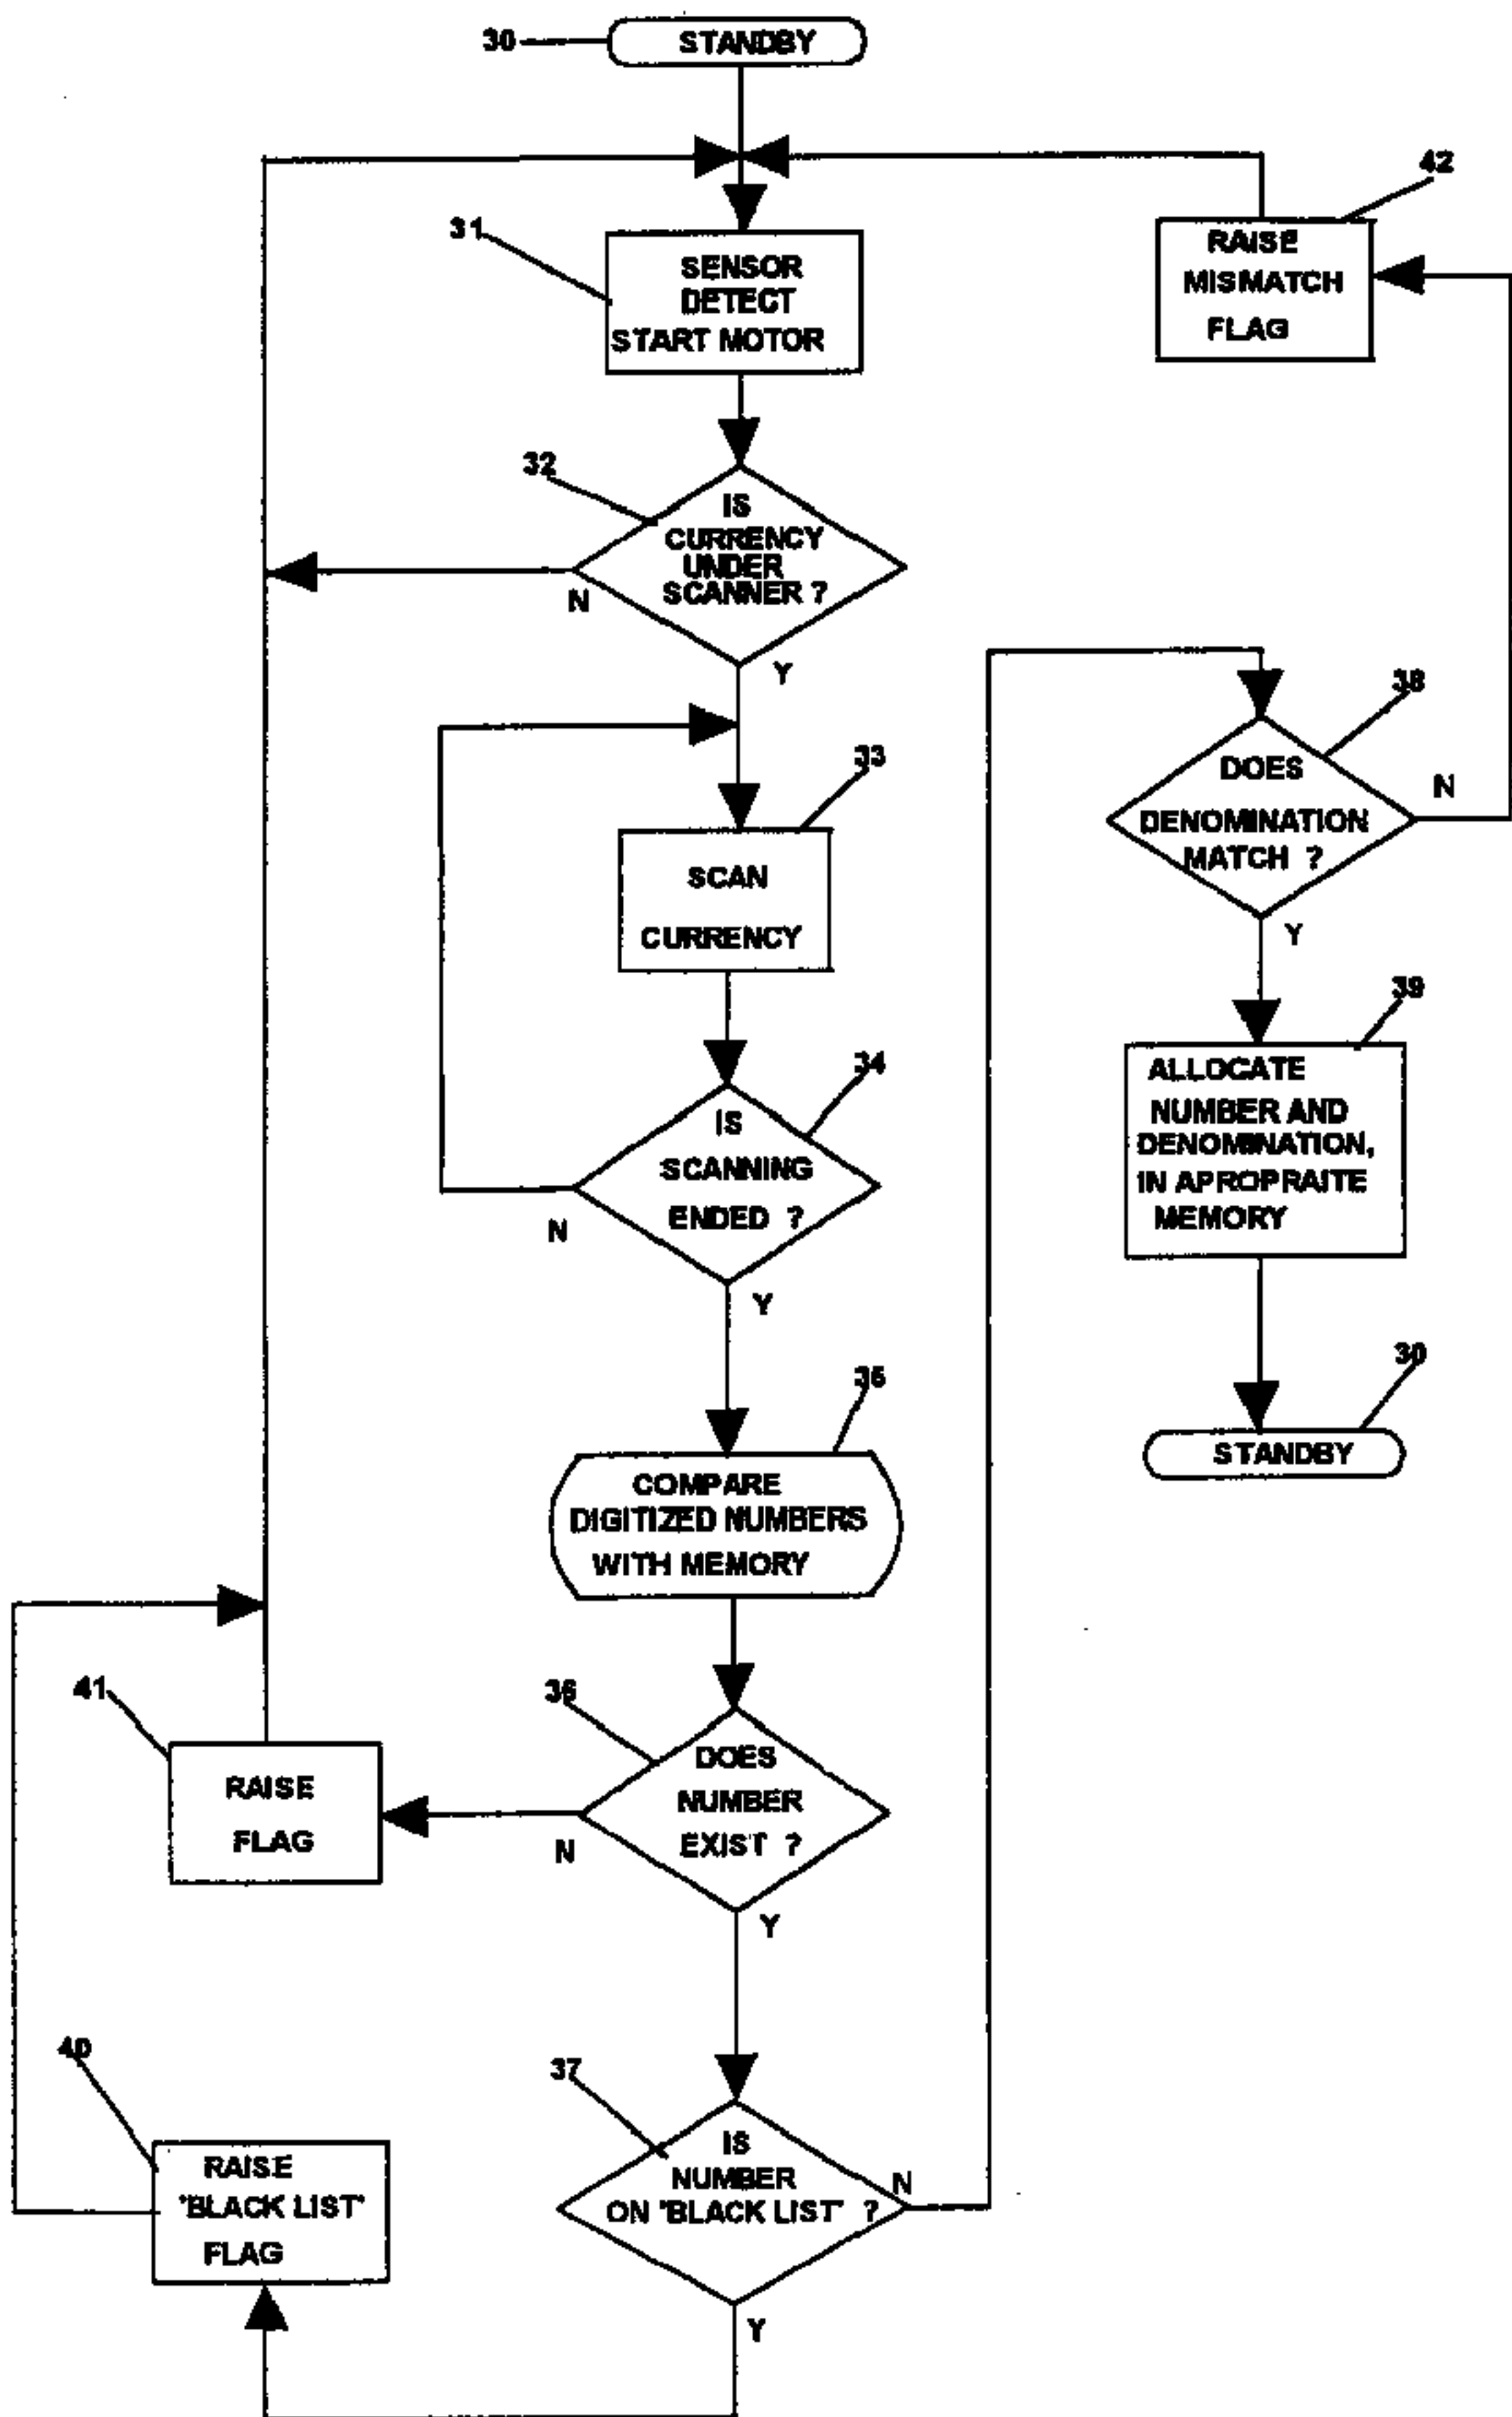 30
STANDBY
42
31
SENSOR
DETECT
START MOTOR
RAISE
MISMATCH
FLAG
32
IS
CURRENCY
UNDER
SCANNER ?
N
Y
38
DOES
DENOMINATION
MATCH ?
N
Y
33
SCAN
CURRENCY
39
ALLOCATE
NUMBER AND
DENOMINATION,
IN APROPRAITE
MEMORY
34
IS
SCANNING
ENDED ?
N
Y
30
STANDBY
35
COMPARE
DIGITIZED NUMBERS
WITH MEMORY
41
RAISE
FLAG
36
DOES
NUMBER
EXIST ?
N
Y
40
RAISE
'BLACK LIST'
FLAG
37
IS
NUMBER
ON 'BLACK LIST' ?
N
Y